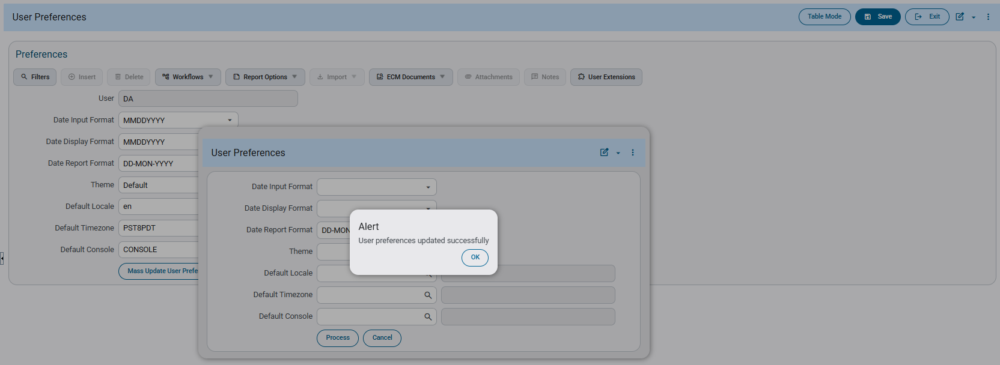 User Preferences
Table Mode
Save
Exit
Preferences
Filters
Insert
Delete
Workflows
Report Options
Import
ECM Documents
Attachments
Notes
User Extensions
User DA
Date Input Format MMDDYYYY
Date Display Format MMDDYYYY
Date Report Format DD-MON-YYYY
Theme Default
Default Locale en
Default Timezone PST8PDT
Default Console CONSOLE
Mass Update User Prefe
User Preferences
Date Input Format
Date Display Format
Date Report Format DD-MON
Theme
Default Locale
Default Timezone
Default Console
Process
Cancel
Alert
User preferences updated successfully
OK